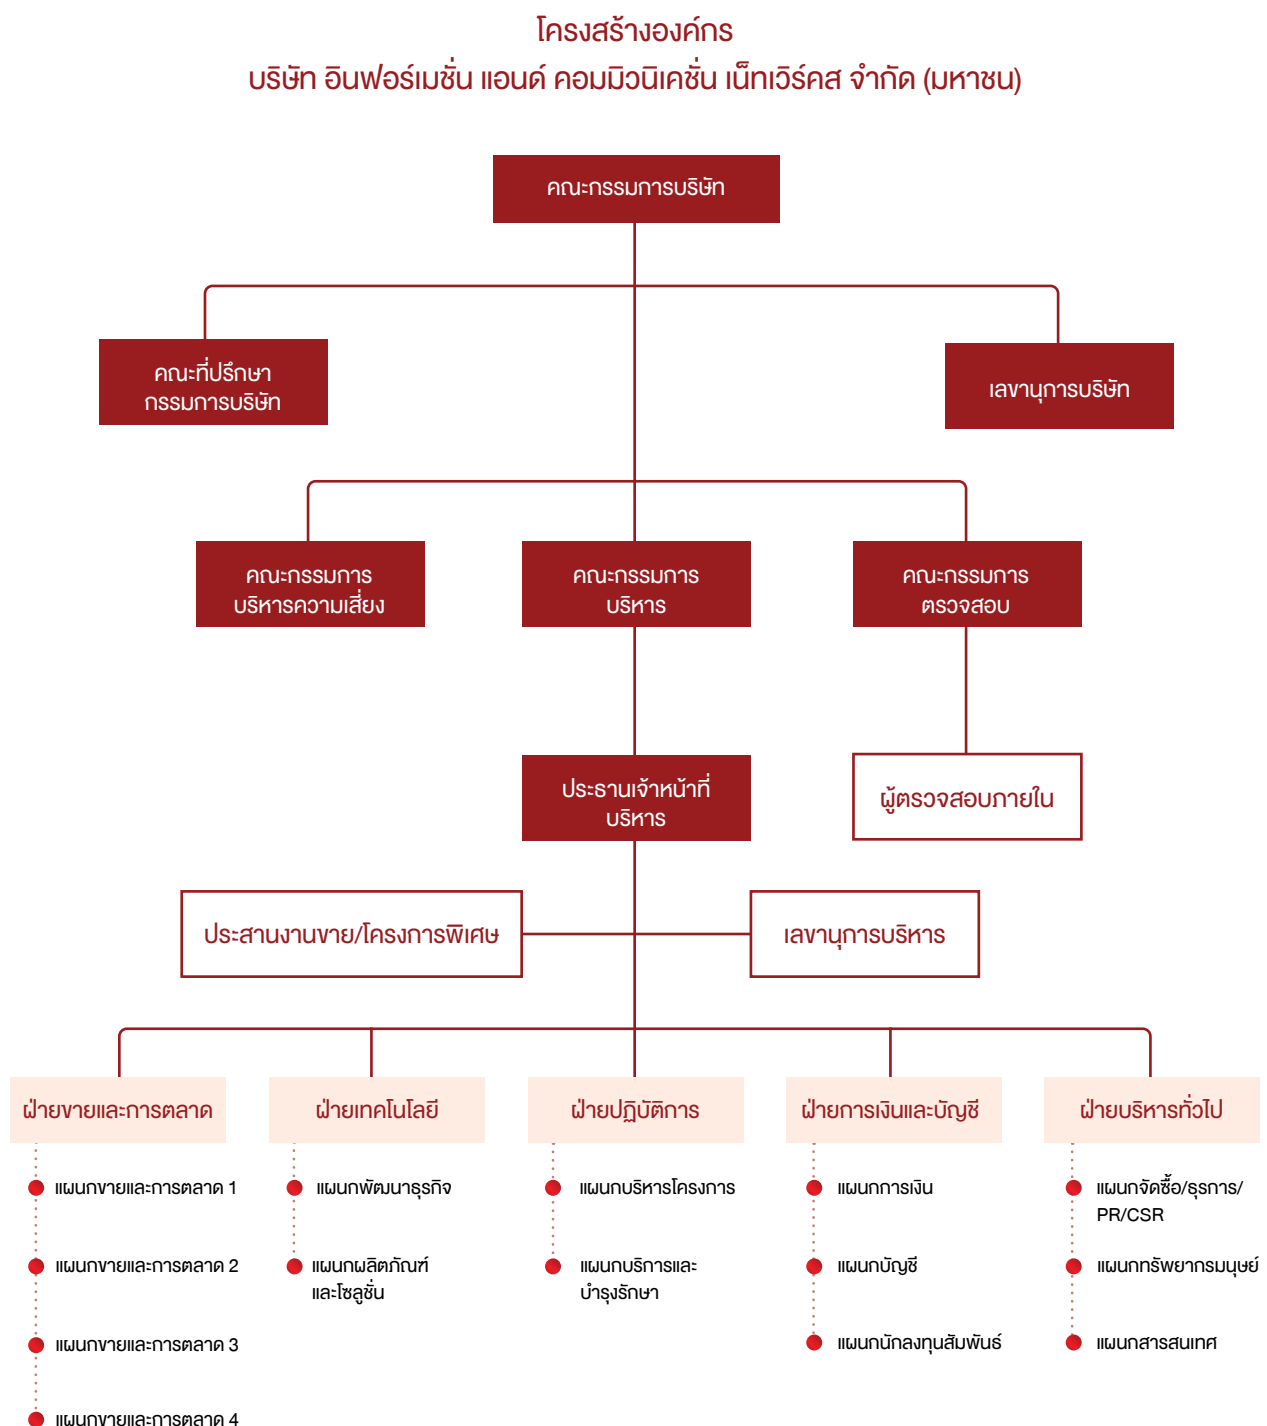 โครงสร้างองค์กร
บริษัท อินฟอร์เมชั่น แอนด์ คอมมิวนิเคชั่น เน็ทเวิร์คส จำกัด (มหาชน)
คณะกรรมการบริษัท
คณะที่ปรึกษา
กรรมการบริษัท
เลขานุการบริษัท
คณะกรรมการ
บริหารความเสี่ยง
คณะกรรมการ
บริหาร
คณะกรรมการ
ตรวจสอบ
ประธานเจ้าหน้าที่
บริหาร
ผู้ตรวจสอบภายใน
ประสานงานขาย/โครงการพิเศษ
เลขานุการบริหาร
ฝ่ายขายและการตลาด
แผนกขายและการตลาด 1
แผนกขายและการตลาด 2
แผนกขายและการตลาด 3
แผนกขายและการตลาด 4
ฝ่ายเทคโนโลยี
แผนกพัฒนาธุรกิจ
แผนกผลิตภัณฑ์
และโซลูชั่น
ฝ่ายปฏิบัติการ
แผนกบริหารโครงการ
แผนกบริการและ
บำรุงรักษา
ฝ่ายการเงินและบัญชี
แผนกการเงิน
แผนกบัญชี
แผนกนักลงทุนสัมพันธ์
ฝ่ายบริหารทั่วไป
แผนกจัดซื้อ/ธุรการ/
PR/CSR
แผนกทรัพยากรมนุษย์
แผนกสารสนเทศ